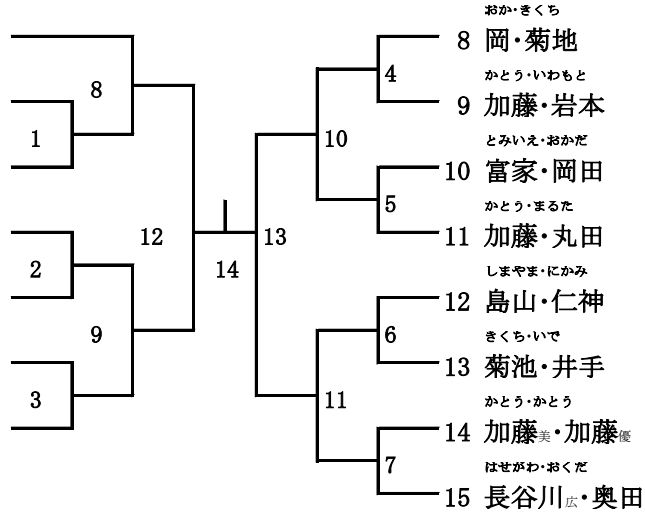 おか・きくち
8 岡・菊地
かとう・いわもと
9 加藤・岩本
とみいえ・おかだ
10 富家・岡田
かとう・まるた
11 加藤・丸田
しまやま・にかみ
12 島山・仁神
きくち・いで
13 菊池・井手
かとう・かとう
14 加藤美・加藤優
はせがわ・おくだ
15 長谷川広・奥田
8
1
12
2
9
3
14
13
10
4
5
11
6
7